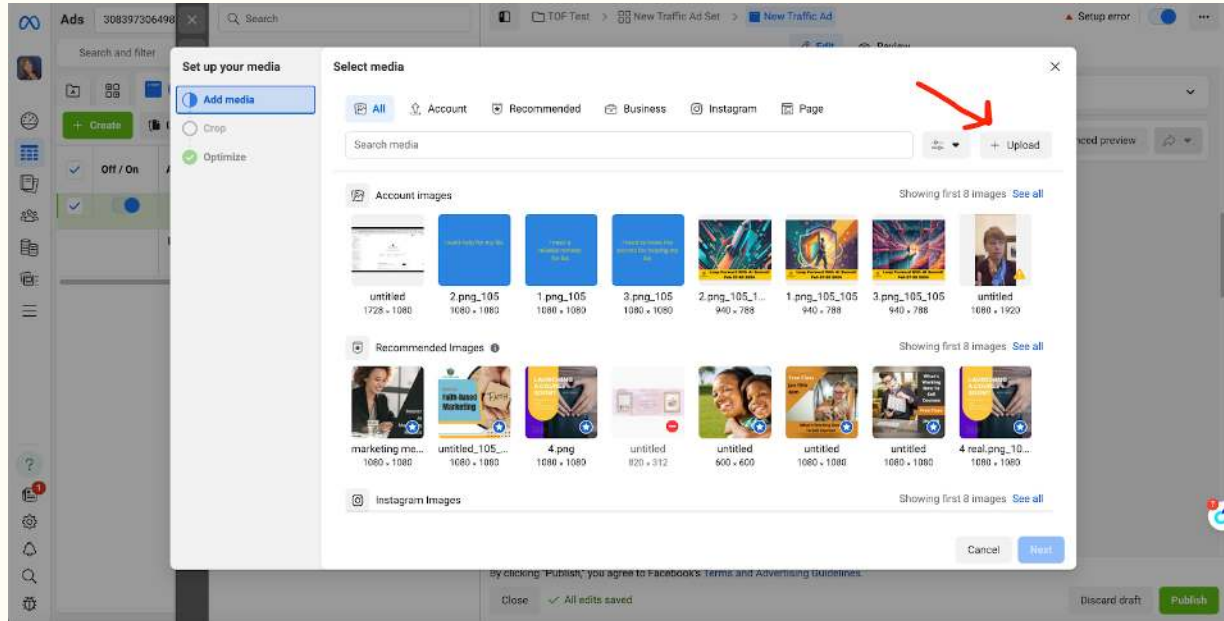 Ads 308397306498
Search
TOF Test > New Traffic Ad Set > New Traffic Ad
Setup error
Search and filter
Edit
Review
Set up your media
Select media
Add media
Crop
Optimize
All
Account
Recommended
Business
Instagram
Page
+ Create
Search media
+ Upload
Off / On
Account images
Showing first 8 images See all
untitled
1728 × 1080
2.png_105
1080 × 1080
1.png_105
1080 × 1080
3.png_105
1080 × 1080
2.png_105_1...
940 × 788
1.png_105_105
940 × 788
3.png_105_105
940 × 788
untitled
1080 × 1920
Recommended Images
Showing first 8 images See all
Faith-Based
Marketing
marketing me...
1080 × 1080
untitled_105_...
1080 × 1080
4.png
1080 × 1080
untitled
820 × 312
untitled
600 × 600
untitled
1080 × 1080
untitled
1080 × 1080
4 real.png_10...
1080 × 1080
Instagram Images
Showing first 8 images See all
Cancel
Next
By clicking "Publish," you agree to Facebook's Terms and Advertising Guidelines.
Close
All edits saved
Discard draft
Publish